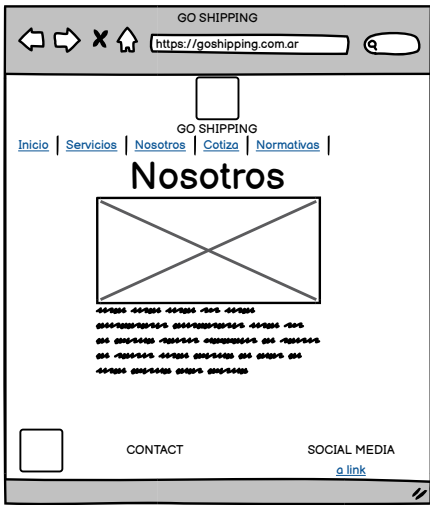 GO SHIPPING
https://goshipping.com.ar
GO SHIPPING
Inicio | Servicios | Nosotros | Cotiza | Normativas |
Nosotros
CONTACT
SOCIAL MEDIA
a link